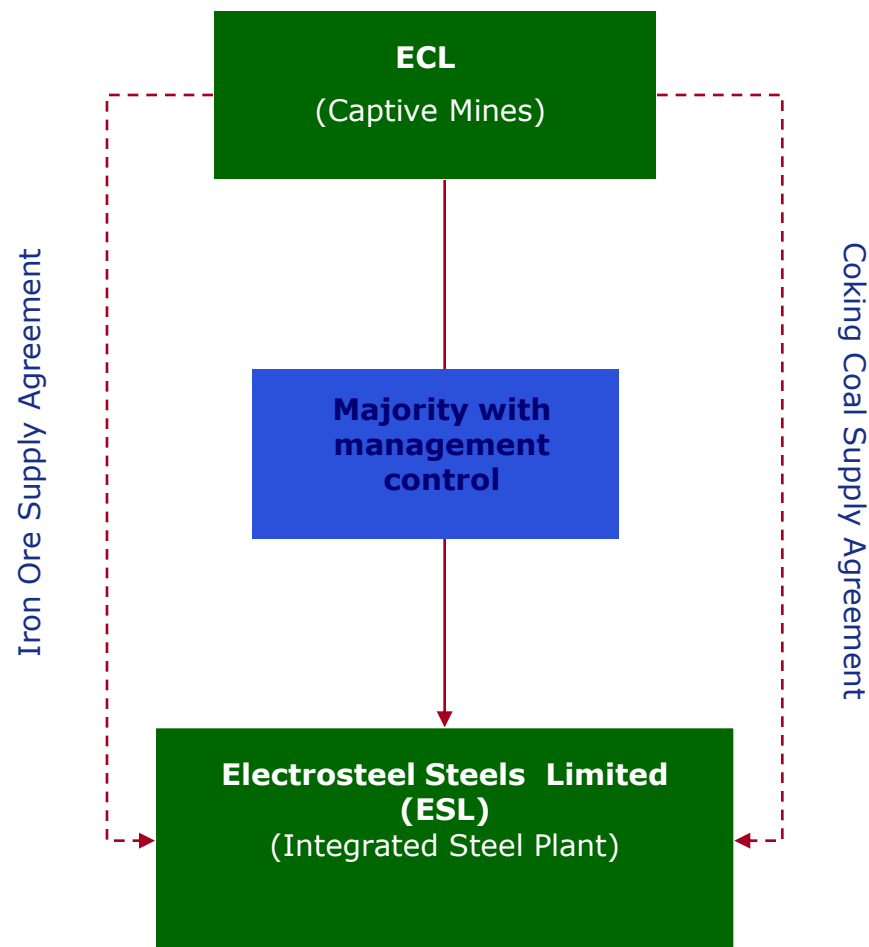 ECL
(Captive Mines)
Iron Ore Supply Agreement
Coking Coal Supply Agreement
Majority with
management
control
Electrosteel Steels Limited
(ESL)
(Integrated Steel Plant)